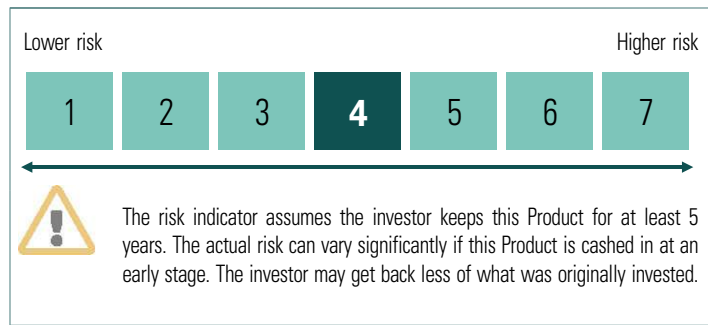 Lower risk Higher risk
1 2 3 4 5 6 7
The risk indicator assumes the investor keeps this Product for at least 5
years. The actual risk can vary significantly if this Product is cashed in at an
early stage. The investor may get back less of what was originally invested.